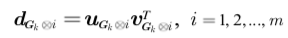 d_{G_k⊗i} = u_{G_k⊗i} v^T_{G_k⊗i}, i = 1, 2, ..., m